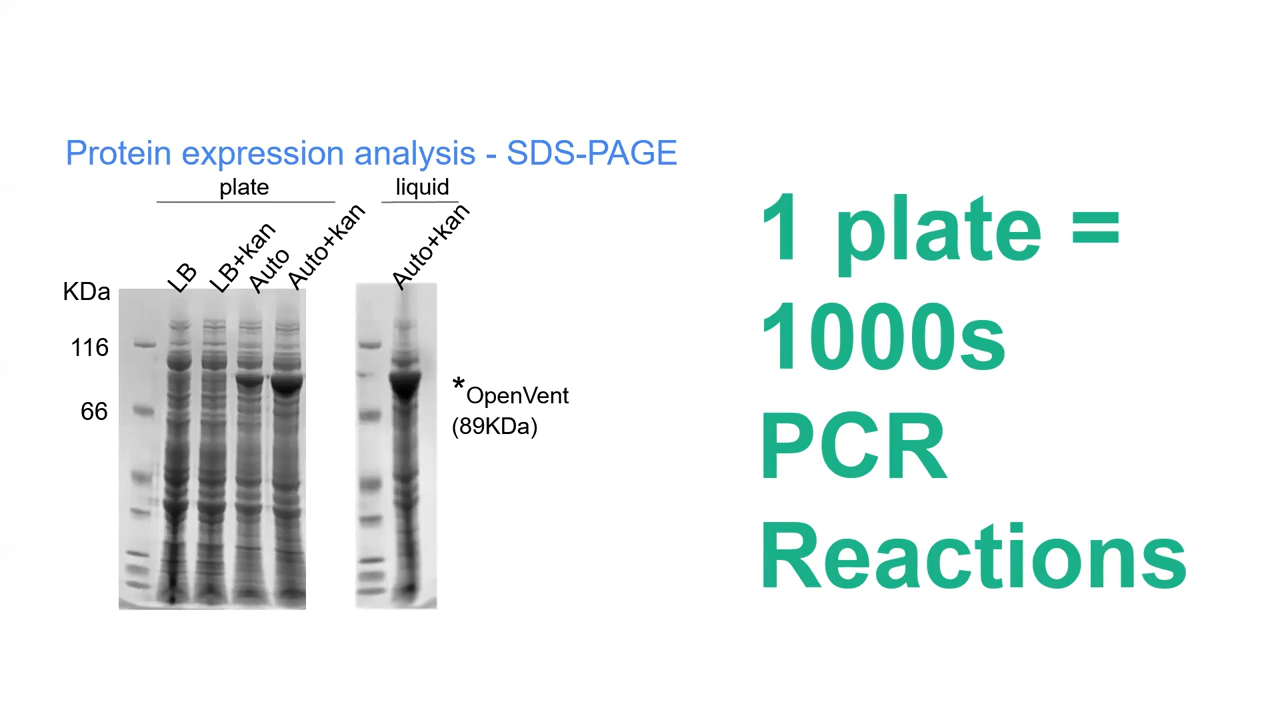 Protein expression analysis - SDS-PAGE
plate
liquid
LB
LB+kan
Auto
Auto+kan
Auto+kan
KDa
116
66
*OpenVent
(89KDa)
1 plate =
1000s
PCR
Reactions